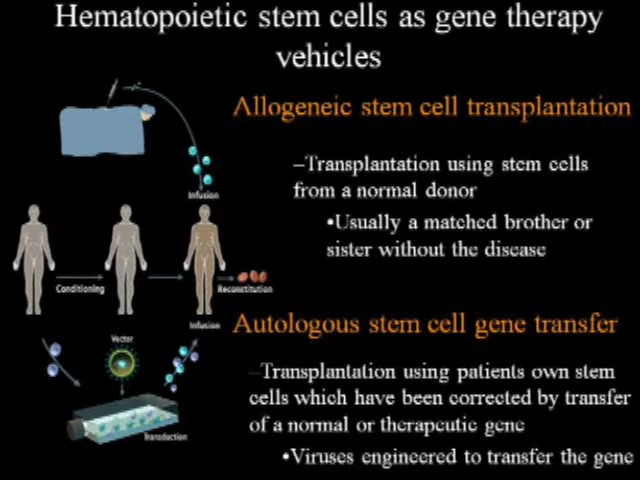 Hematopoietic stem cells as gene therapy
vehicles
Allogeneic stem cell transplantation
–Transplantation using stem cells
from a normal donor
•Usually a matched brother or
sister without the disease
Infusion
Conditioning
Reconstitution
Infusion
Autologous stem cell gene transfer
Vector
–Transplantation using patients own stem
cells which have been corrected by transfer
of a normal or therapeutic gene
Transduction
•Viruses engineered to transfer the gene